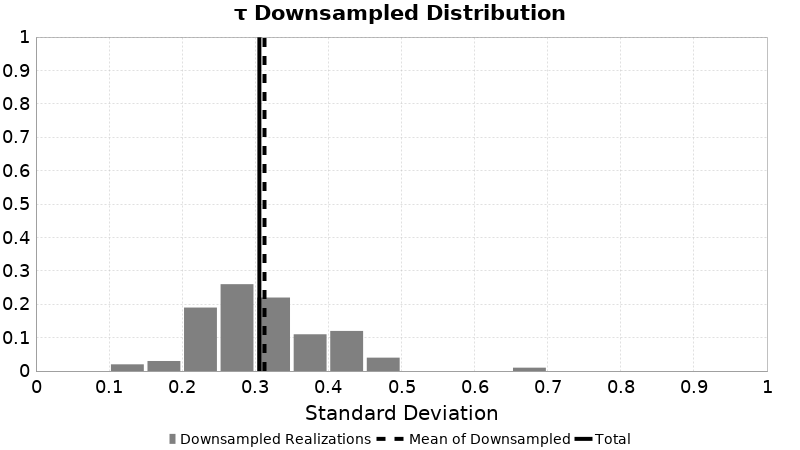 τ Downsampled Distribution
1
0.9
0.8
0.7
0.6
0.5
0.4
0.3
0.2
0.1
0
0 0.1 0.2 0.3 0.4 0.5 0.6 0.7 0.8 0.9 1
Standard Deviation
Downsampled Realizations Mean of Downsampled Total